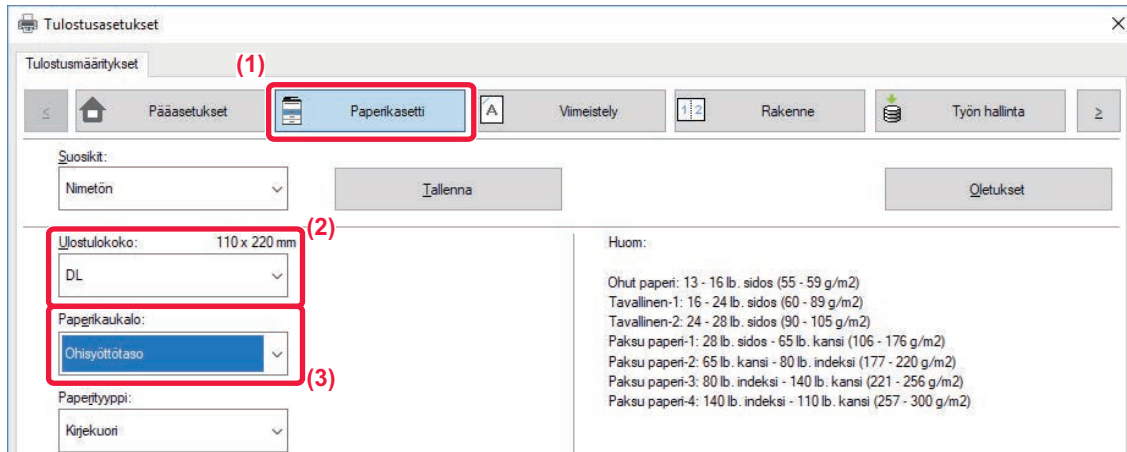 Tulostusasetukset
Tulostusmääritykset
(1)
≤ Pääasetukset Paperikasetti A Viimeistely 1 2 Rakenne Työn hallinta ≥
Suosikit:
Nimetön Tallenna Oletukset
(2)
Ulostulokoko: 110 x 220 mm
DL
Paperikaukalo:
Ohisyöttötaso
(3)
Paperityyppi:
Kirjekuori
Huom:
Ohut paperi: 13 - 16 lb. sidos (55 - 59 g/m2)
Tavallinen-1: 16 - 24 lb. sidos (60 - 89 g/m2)
Tavallinen-2: 24 - 28 lb. sidos (90 - 105 g/m2)
Paksu paperi-1: 28 lb. sidos - 65 lb. kansi (106 - 176 g/m2)
Paksu paperi-2: 65 lb. kansi - 80 lb. indeksi (177 - 220 g/m2)
Paksu paperi-3: 80 lb. indeksi - 140 lb. kansi (221 - 256 g/m2)
Paksu paperi-4: 140 lb. indeksi - 110 lb. kansi (257 - 300 g/m2)